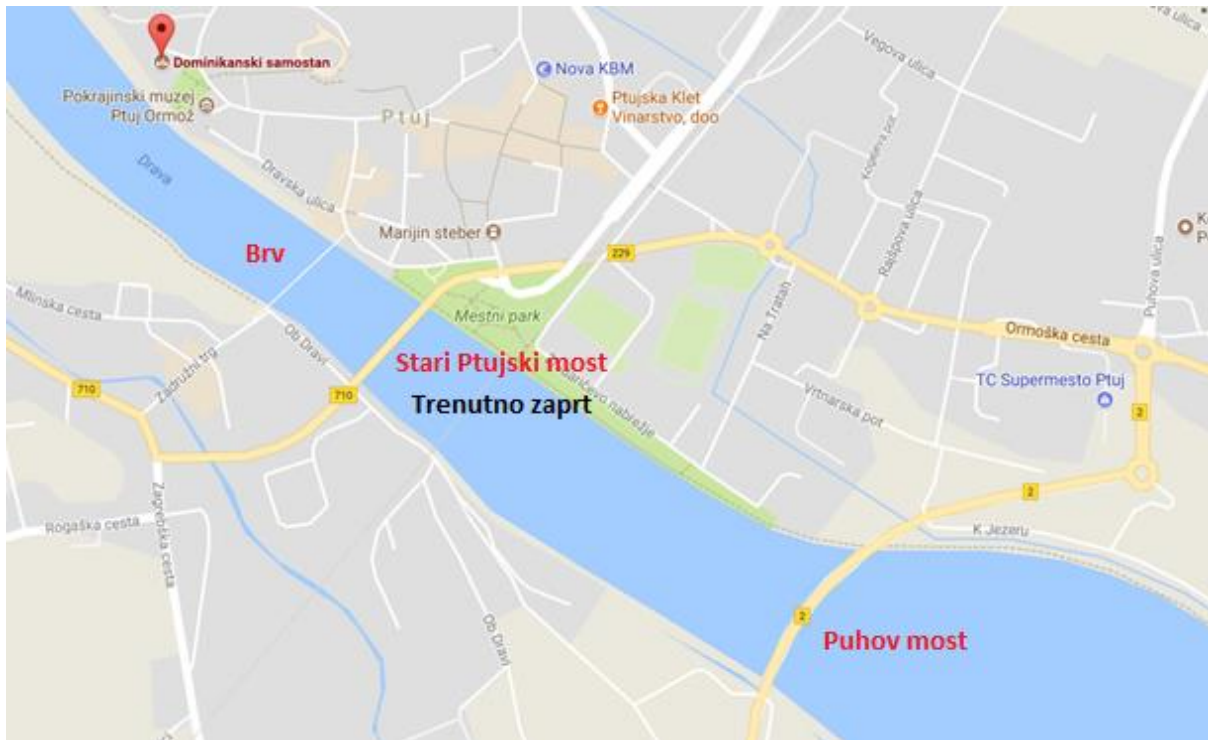 Dominikanski samostan
Pokrajinski muzej
Ptuj Ormož
Ptuj
Nova KBM
Ptujska Klet
Vinarstvo, doo
Vegova ulica
Drava
Dravska ulica
Marijin steber
229
Rajšpova ulica
Puhova ulica
Brv
Mlinska cesta
Mestni park
Na Tratah
Ormoška cesta
Ob Dravi
Zadružni trg
710
710
Stari Ptujski most
Trenutno zaprt
nabrežje
TC Supermesto Ptuj
Vrtnarska pot
2
2
Zagrebška cesta
Rogaška cesta
K Jezeru
Ob Dravi
2
Puhov most